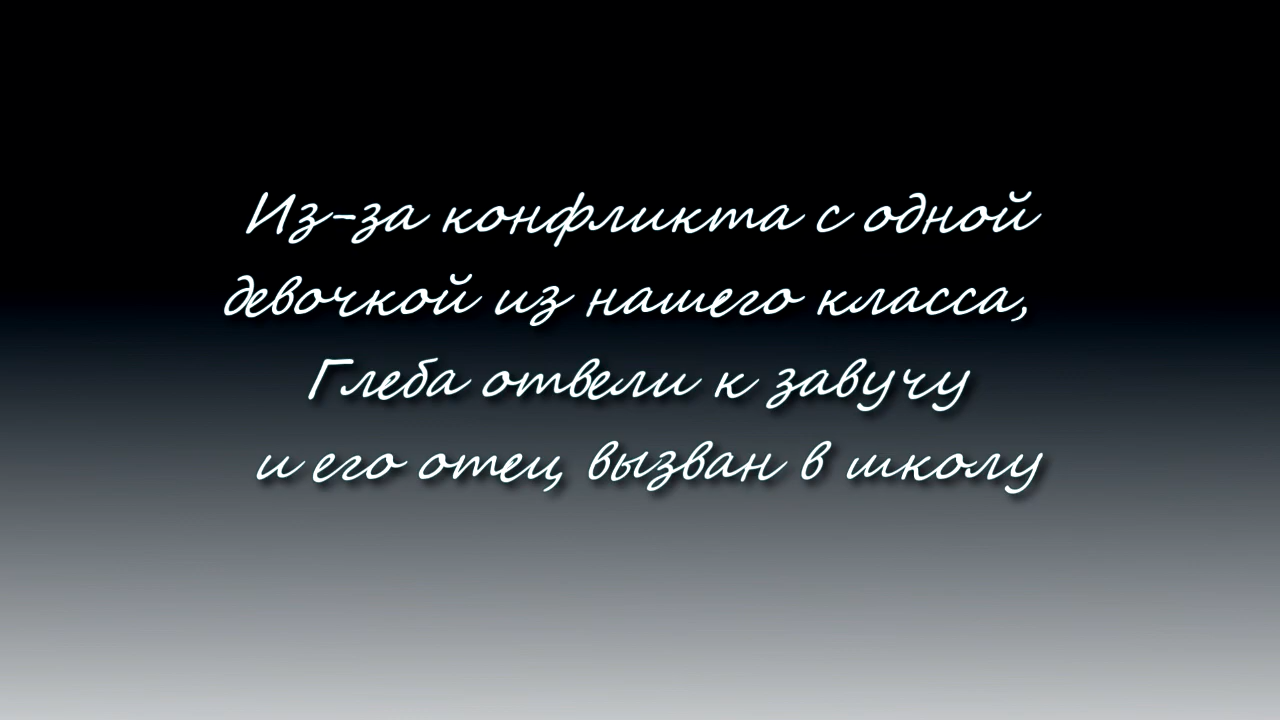 Из-за конфликта с одной
девочкой из нашего класса,
Глеба отвели к завучу
и его отец вызван в школу